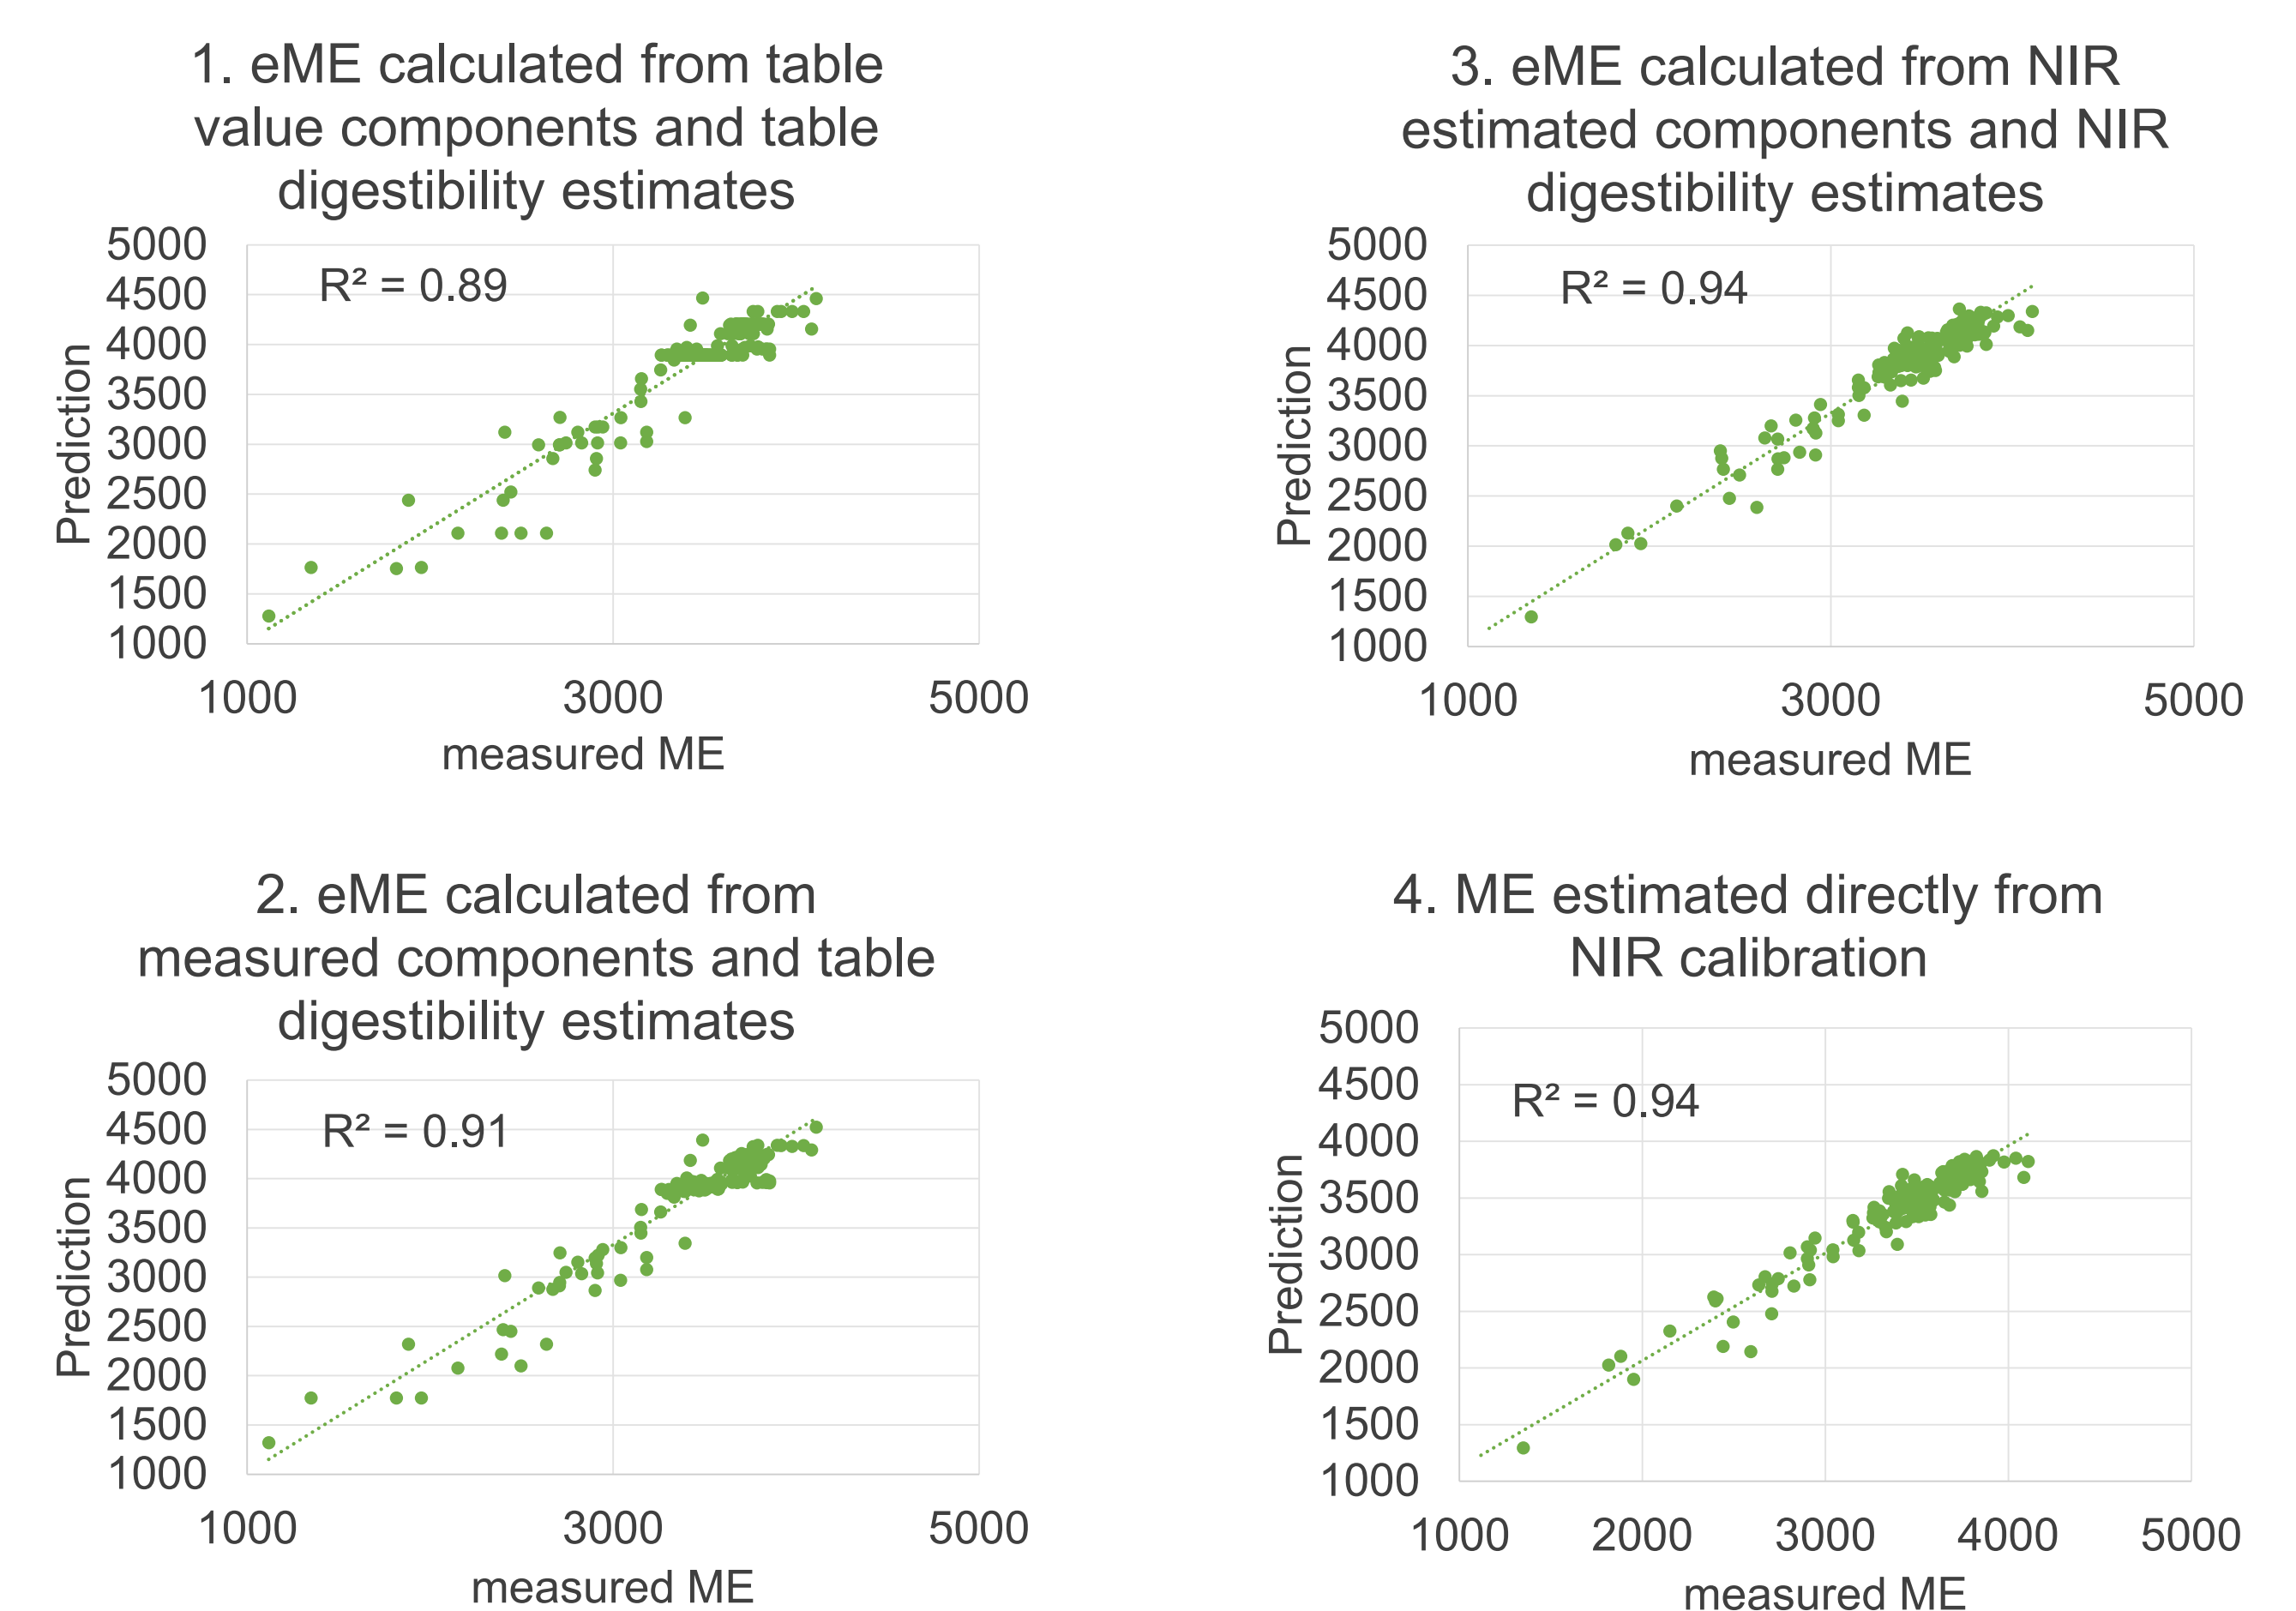 1. eME calculated from table
value components and table
digestibility estimates
5000
4500
4000
3500
3000
2500
2000
1500
1000
Prediction
R² = 0.89
1000 3000 5000
measured ME
3. eME calculated from NIR
estimated components and NIR
digestibility estimates
5000
4500
4000
3500
3000
2500
2000
1500
1000
Prediction
R² = 0.94
1000 3000 5000
measured ME
2. eME calculated from
measured components and table
digestibility estimates
5000
4500
4000
3500
3000
2500
2000
1500
1000
Prediction
R² = 0.91
1000 3000 5000
measured ME
4. ME estimated directly from
NIR calibration
5000
4500
4000
3500
3000
2500
2000
1500
1000
Prediction
R² = 0.94
1000 2000 3000 4000 5000
measured ME